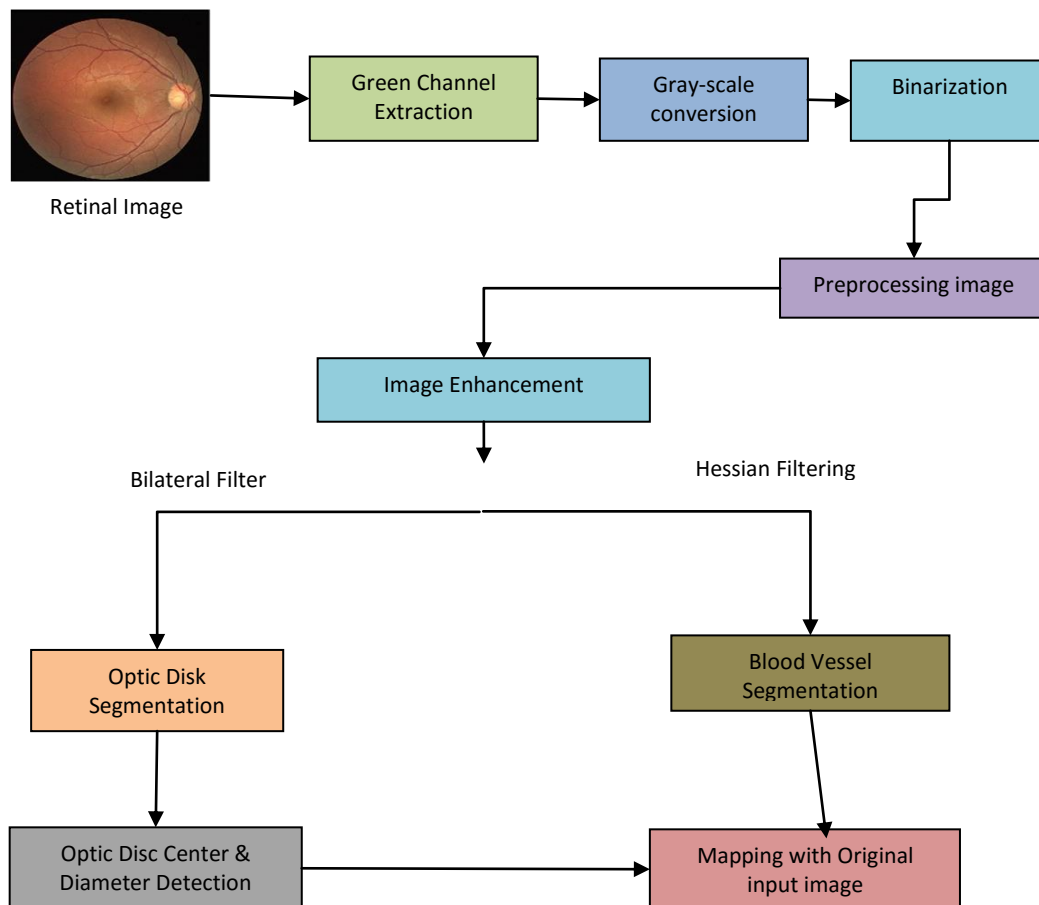 Green Channel
Extraction
Gray-scale
conversion
Binarization
Retinal Image
Preprocessing image
Image Enhancement
Bilateral Filter
Hessian Filtering
Optic Disk
Segmentation
Blood Vessel
Segmentation
Optic Disc Center &
Diameter Detection
Mapping with Original
input image